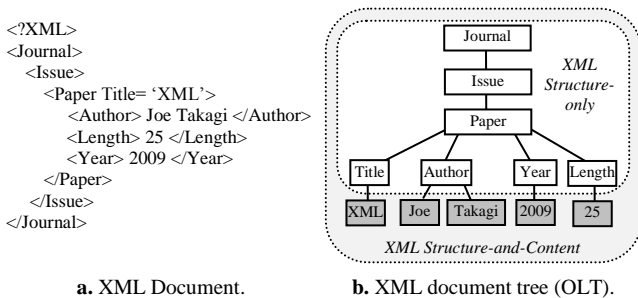 <?XML>
<Journal>
<Issue>
<Paper Title= ‘XML’>
<Author> Joe Takagi </Author>
<Length> 25 </Length>
<Year> 2009 </Year>
</Paper>
</Issue>
</Journal>
a. XML Document.
Journal
XML
Structure-
only
Issue
Paper
Title Author Year Length
XML Joe Takagi 2009 25
XML Structure-and-Content
b. XML document tree (OLT).